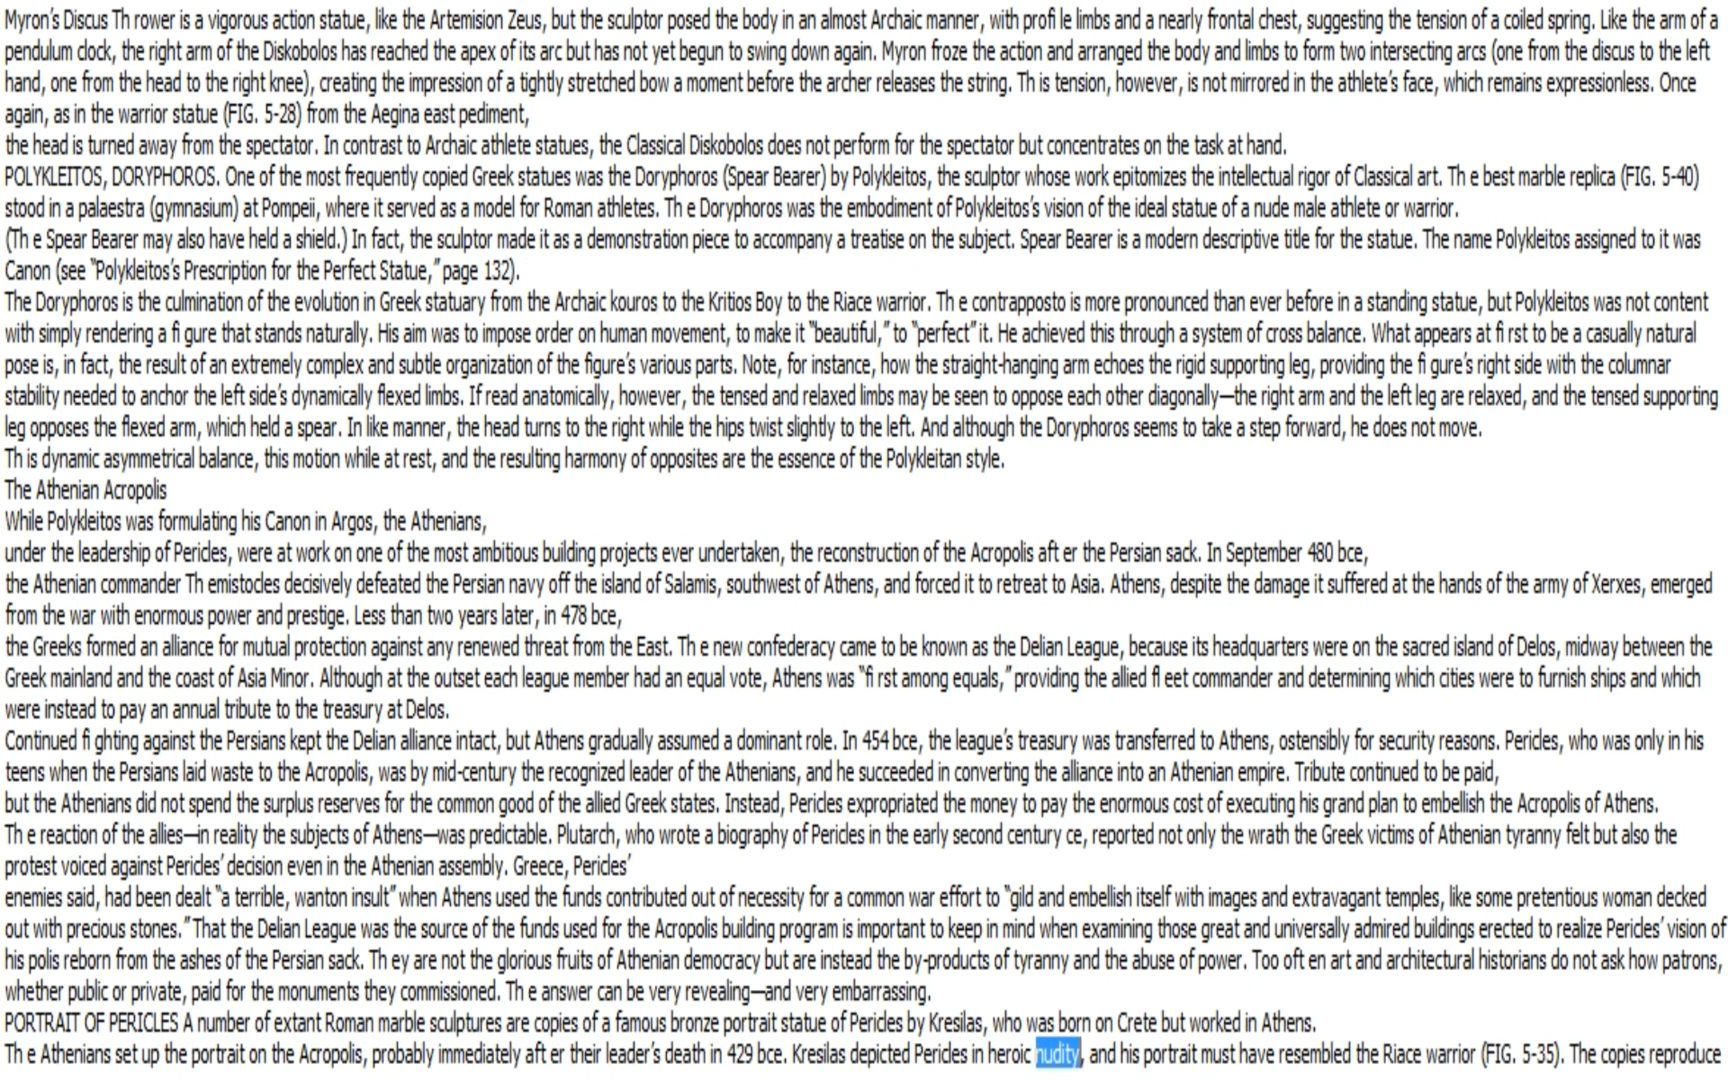 Myron's Discus Th rower is a vigorous action statue, like the Artemision Zeus, but the sculptor posed the body in an almost Archaic manner, with profi le limbs and a nearly frontal chest, suggesting the tension of a coiled spring. Like the arm of a
pendulum clock, the right arm of the Diskobolos has reached the apex of its arc but has not yet begun to swing down again. Myron froze the action and arranged the body and limbs to form two intersecting arcs (one from the discus to the left
hand, one from the head to the right knee), creating the impression of a tightly stretched bow a moment before the archer releases the string. Th is tension, however, is not mirrored in the athlete's face, which remains expressionless. Once
again, as in the warrior statue (FIG. 5-28) from the Aegina east pediment,
the head is turned away from the spectator. In contrast to Archaic athlete statues, the Classical Diskobolos does not perform for the spectator but concentrates on the task at hand.
POLYKLEITOS, DORYPHOROS. One of the most frequently copied Greek statues was the Doryphoros (Spear Bearer) by Polykleitos, the sculptor whose work epitomizes the intellectual rigor of Classical art. Th e best marble replica (FIG. 5-40)
stood in a palaestra (gymnasium) at Pompeii, where it served as a model for Roman athletes. Th e Doryphoros was the embodiment of Polykleitos's vision of the ideal statue of a nude male athlete or warrior.
(Th e Spear Bearer may also have held a shield.) In fact, the sculptor made it as a demonstration piece to accompany a treatise on the subject. Spear Bearer is a modern descriptive title for the statue. The name Polykleitos assigned to it was
Canon (see "Polykleitos's Prescription for the Perfect Statue," page 132).
The Doryphoros is the culmination of the evolution in Greek statuary from the Archaic kouros to the Kritios Boy to the Riace warrior. Th e contrapposto is more pronounced than ever before in a standing statue, but Polykleitos was not content
with simply rendering a fi gure that stands naturally. His aim was to impose order on human movement, to make it "beautiful," to "perfect" it. He achieved this through a system of cross balance. What appears at fi rst to be a casually natural
pose is, in fact, the result of an extremely complex and subtle organization of the figure's various parts. Note, for instance, how the straight-hanging arm echoes the rigid supporting leg, providing the fi gure's right side with the columnar
stability needed to anchor the left side's dynamically flexed limbs. If read anatomically, however, the tensed and relaxed limbs may be seen to oppose each other diagonally—the right arm and the left leg are relaxed, and the tensed supporting
leg opposes the flexed arm, which held a spear. In like manner, the head turns to the right while the hips twist slightly to the left. And although the Doryphoros seems to take a step forward, he does not move.
Th is dynamic asymmetrical balance, this motion while at rest, and the resulting harmony of opposites are the essence of the Polykleitan style.
The Athenian Acropolis
While Polykleitos was formulating his Canon in Argos, the Athenians,
under the leadership of Pericles, were at work on one of the most ambitious building projects ever undertaken, the reconstruction of the Acropolis aft er the Persian sack. In September 480 bce,
the Athenian commander Th emistocles decisively defeated the Persian navy off the island of Salamis, southwest of Athens, and forced it to retreat to Asia. Athens, despite the damage it suffered at the hands of the army of Xerxes, emerged
from the war with enormous power and prestige. Less than two years later, in 478 bce,
the Greeks formed an alliance for mutual protection against any renewed threat from the East. Th e new confederacy came to be known as the Delian League, because its headquarters were on the sacred island of Delos, midway between the
Greek mainland and the coast of Asia Minor. Although at the outset each league member had an equal vote, Athens was "fi rst among equals," providing the allied fl eet commander and determining which cities were to furnish ships and which
were instead to pay an annual tribute to the treasury at Delos.
Continued fi ghting against the Persians kept the Delian alliance intact, but Athens gradually assumed a dominant role. In 454 bce, the league's treasury was transferred to Athens, ostensibly for security reasons. Pericles, who was only in his
teens when the Persians laid waste to the Acropolis, was by mid-century the recognized leader of the Athenians, and he succeeded in converting the alliance into an Athenian empire. Tribute continued to be paid,
but the Athenians did not spend the surplus reserves for the common good of the allied Greek states. Instead, Pericles expropriated the money to pay the enormous cost of executing his grand plan to embellish the Acropolis of Athens.
Th e reaction of the allies—in reality the subjects of Athens—was predictable. Plutarch, who wrote a biography of Pericles in the early second century ce, reported not only the wrath the Greek victims of Athenian tyranny felt but also the
protest voiced against Pericles' decision even in the Athenian assembly. Greece, Pericles'
enemies said, had been dealt "a terrible, wanton insult" when Athens used the funds contributed out of necessity for a common war effort to "gild and embellish itself with images and extravagant temples, like some pretentious woman decked
out with precious stones." That the Delian League was the source of the funds used for the Acropolis building program is important to keep in mind when examining those great and universally admired buildings erected to realize Pericles' vision of
his polis reborn from the ashes of the Persian sack. Th ey are not the glorious fruits of Athenian democracy but are instead the by-products of tyranny and the abuse of power. Too oft en art and architectural historians do not ask how patrons,
whether public or private, paid for the monuments they commissioned. Th e answer can be very revealing—and very embarrassing.
PORTRAIT OF PERICLES A number of extant Roman marble sculptures are copies of a famous bronze portrait statue of Pericles by Kresilas, who was born on Crete but worked in Athens.
Th e Athenians set up the portrait on the Acropolis, probably immediately aft er their leader's death in 429 bce. Kresilas depicted Pericles in heroic nudity, and his portrait must have resembled the Riace warrior (FIG. 5-35). The copies reproduce